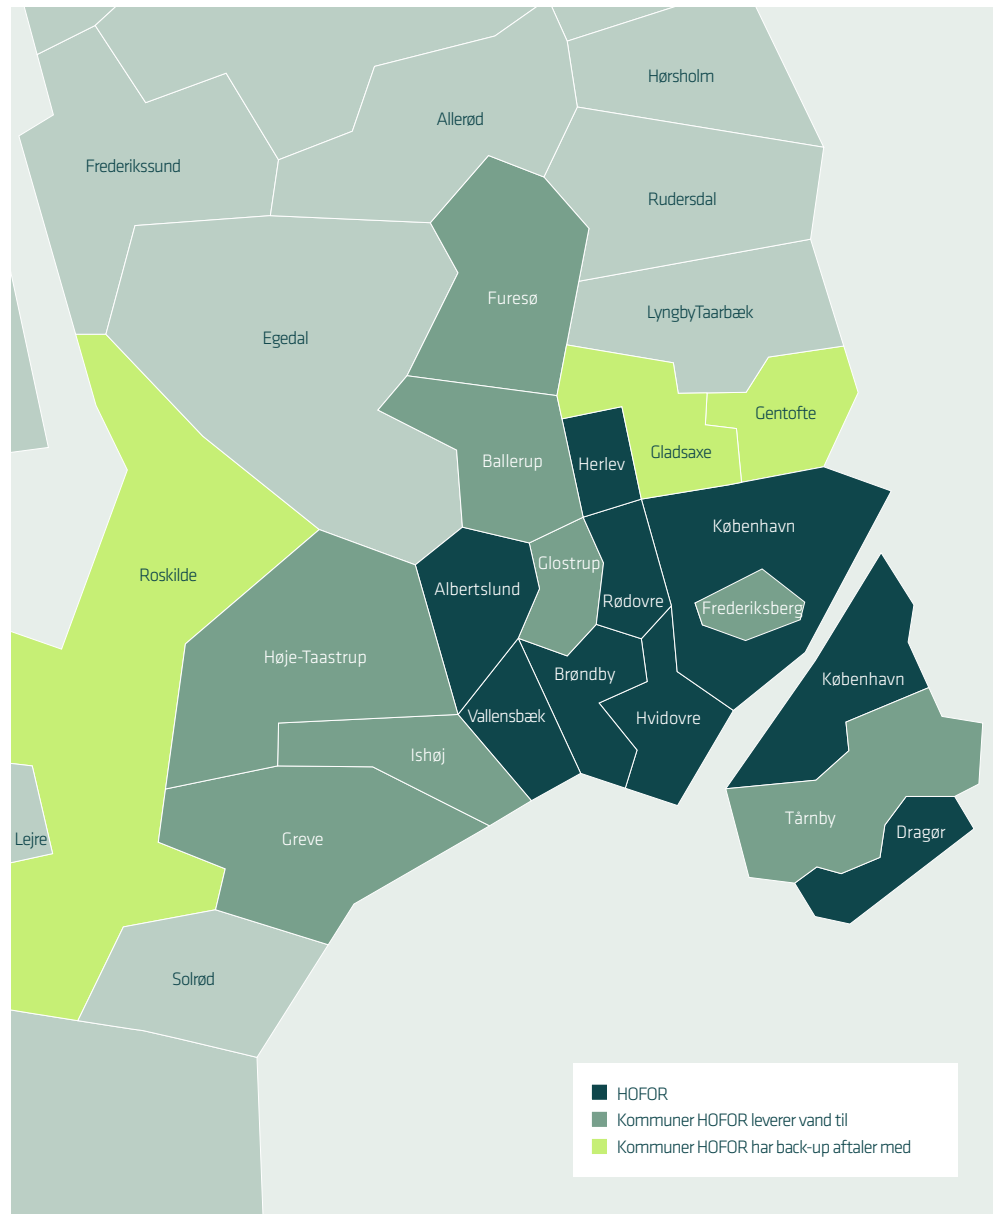 Hørsholm
Allerød
Frederikssund
Rudersdal
Furesø
LyngbyTaarbæk
Egedal
Gentofte
Gladsaxe
Ballerup
Herlev
København
Glostrup
Roskilde
Albertslund
Rødovre
Frederiksberg
Høje-Taastrup
Brøndby
København
Vallensbæk
Hvidovre
Ishøj
Tårnby
Dragør
Lejre
Greve
Solrød
HOFOR
Kommuner HOFOR leverer vand til
Kommuner HOFOR har back-up aftaler med